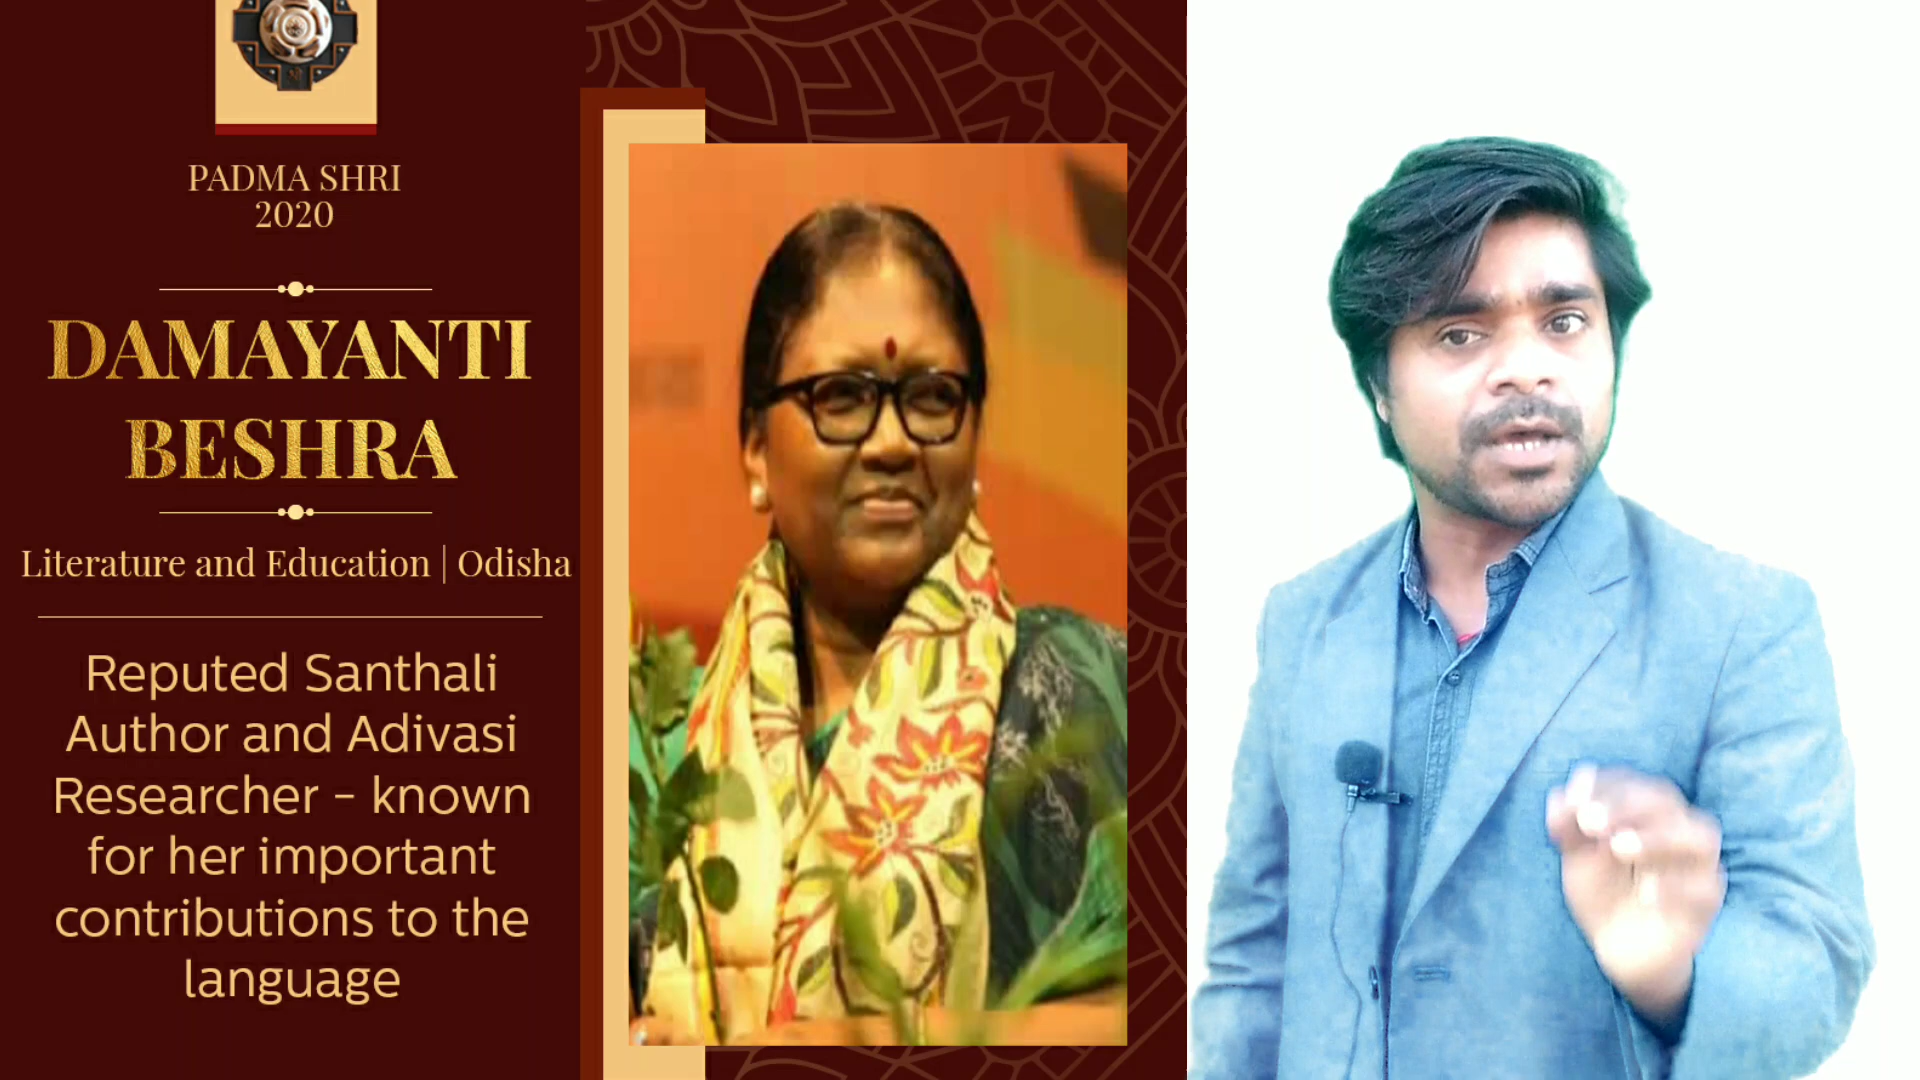 PADMA SHRI
2020
DAMAYANTI
BESHRA
Literature and Education | Odisha
Reputed Santhali
Author and Adivasi
Researcher - known
for her important
contributions to the
language